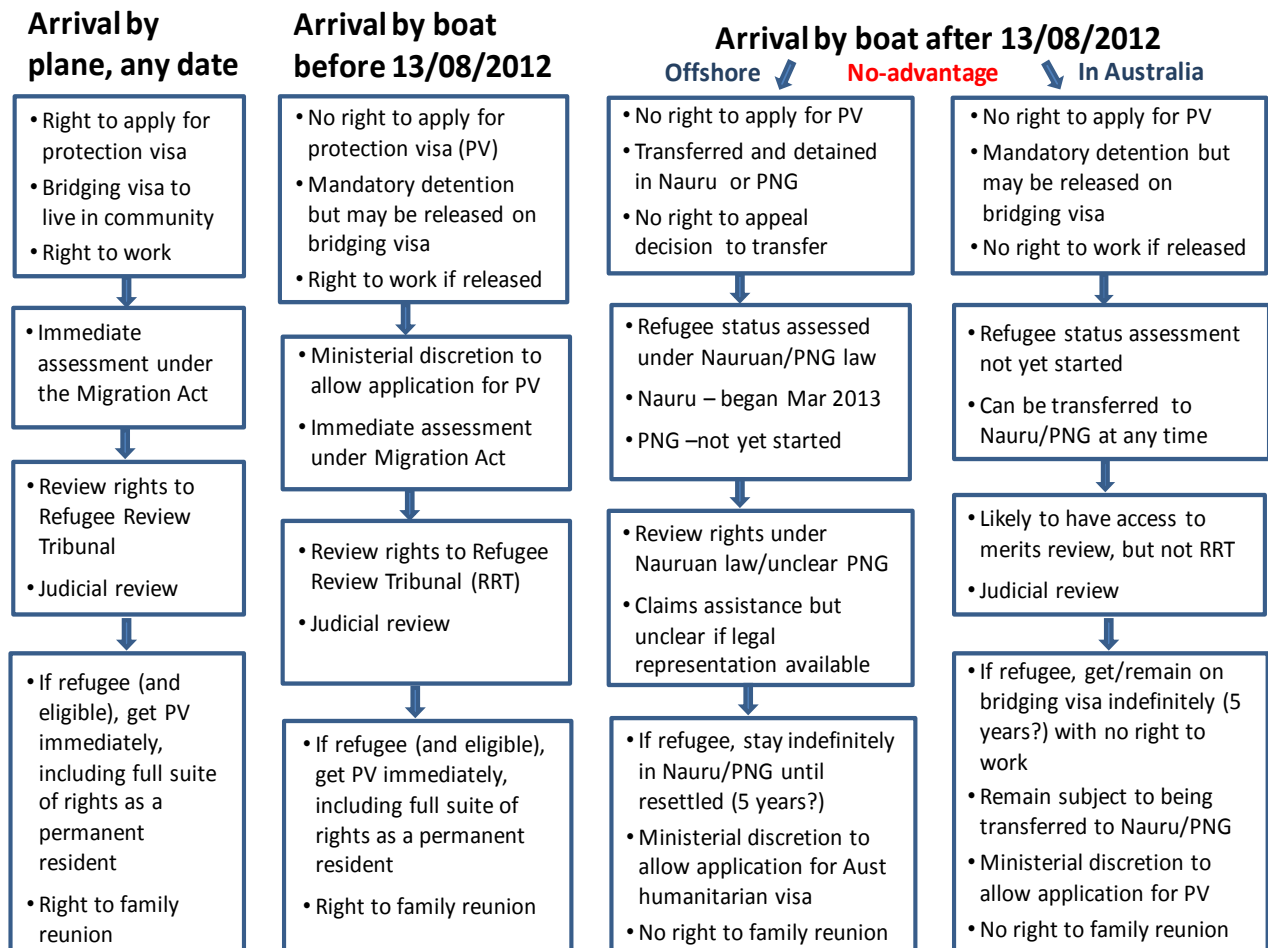 Arrival by
plane, any date
• Right to apply for
protection visa
• Bridging visa to
live in community
• Right to work
• Immediate
assessment under
the Migration Act
• Review rights to
Refugee Review
Tribunal
• Judicial review
• If refugee (and
eligible), get PV
immediately,
including full suite
of rights as a
permanent
resident
• Right to family
reunion
Arrival by boat
before 13/08/2012
• No right to apply for
protection visa (PV)
• Mandatory detention
but may be released on
bridging visa
• Right to work if released
• Ministerial discretion to
allow application for PV
• Immediate assessment
under Migration Act
• Review rights to Refugee
Review Tribunal (RRT)
• Judicial review
• If refugee (and eligible),
get PV immediately,
including full suite of
rights as a permanent
resident
• Right to family reunion
Arrival by boat after 13/08/2012
Offshore No-advantage In Australia
• No right to apply for PV
• Transferred and detained
in Nauru or PNG
• No right to appeal
decision to transfer
• Refugee status assessed
under Nauruan/PNG law
• Nauru – began Mar 2013
• PNG –not yet started
• Review rights under
Nauruan law/unclear PNG
• Claims assistance but
unclear if legal
representation available
• If refugee, stay indefinitely
in Nauru/PNG until
resettled (5 years?)
• Ministerial discretion to
allow application for Aust
humanitarian visa
• No right to family reunion
• No right to apply for PV
• Mandatory detention but
may be released on
bridging visa
• No right to work if released
• Refugee status assessment
not yet started
• Can be transferred to
Nauru/PNG at any time
• Likely to have access to
merits review, but not RRT
• Judicial review
• If refugee, get/remain on
bridging visa indefinitely (5
years?) with no right to
work
• Remain subject to being
transferred to Nauru/PNG
• Ministerial discretion to
allow application for PV
• No right to family reunion